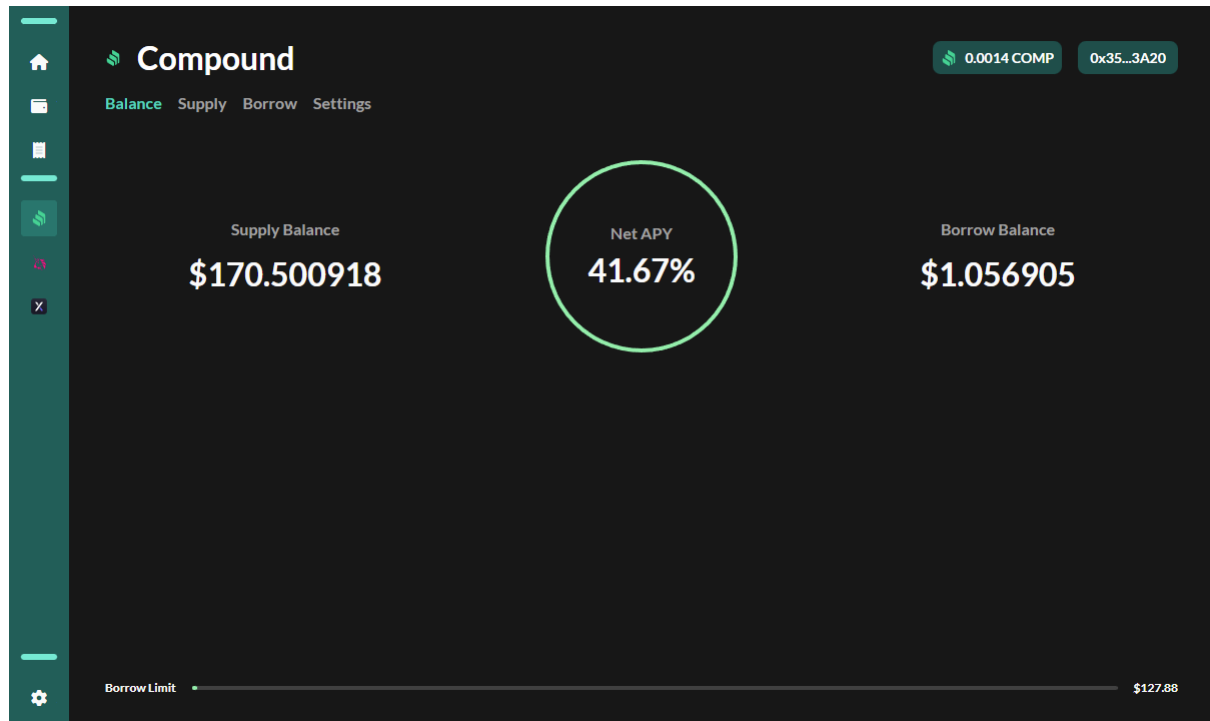 Compound
0.0014 COMP
0x35...3A20
Balance Supply Borrow Settings
Supply Balance
$170.500918
Net APY
41.67%
Borrow Balance
$1.056905
Borrow Limit
$127.88